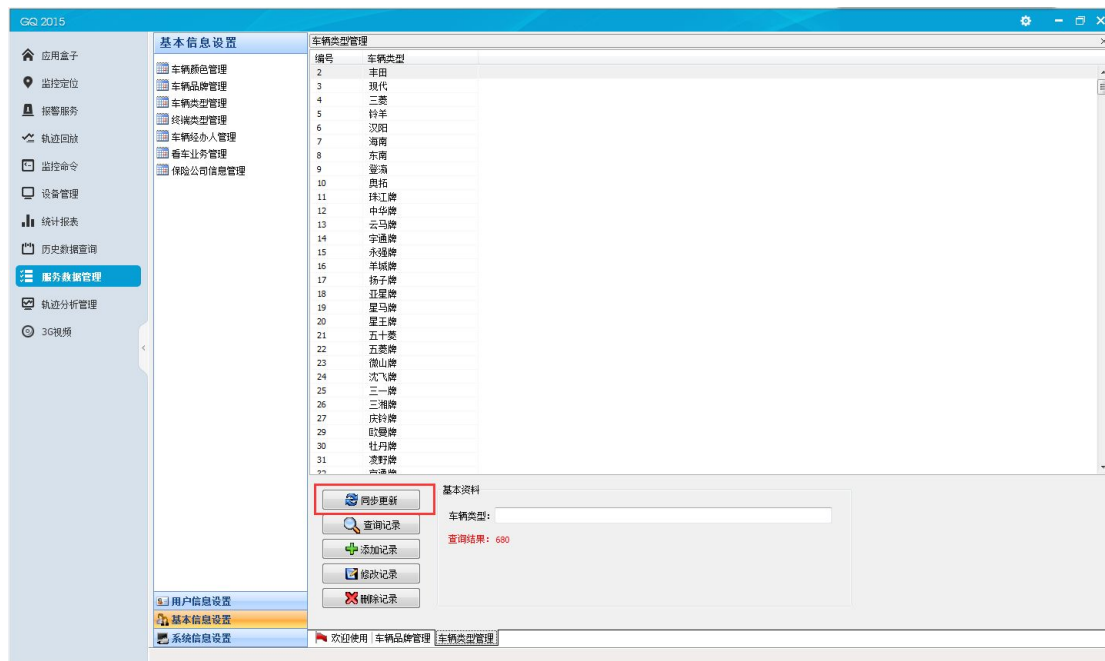 GQ 2015
应用盒子
监控定位
报警服务
轨迹回放
监控命令
设备管理
统计报表
历史数据查询
服务数据管理
轨迹分析管理
3G视频
基本信息设置
车辆颜色管理
车辆品牌管理
车辆类型管理
终端类型管理
车辆经办人管理
看车业务管理
保险公司信息管理
用户信息设置
基本信息设置
系统信息设置
车辆类型管理
编号 车辆类型
2 丰田
3 现代
4 三菱
5 铃羊
6 汉阳
7 海南
8 东南
9 登高
10 奥拓
11 珠江牌
12 中华牌
13 云马牌
14 宇通牌
15 永强牌
16 羊城牌
17 扬子牌
18 亚星牌
19 星马牌
20 星王牌
21 五十菱
22 五菱牌
23 微山牌
24 沈飞牌
25 三一牌
26 三湘牌
27 庆铃牌
29 欧曼牌
30 牡丹牌
31 凌野牌
同步更新
查询记录
添加记录
修改记录
删除记录
基本资料
车辆类型:
查询结果: 680
欢迎使用 车辆品牌管理 车辆类型管理